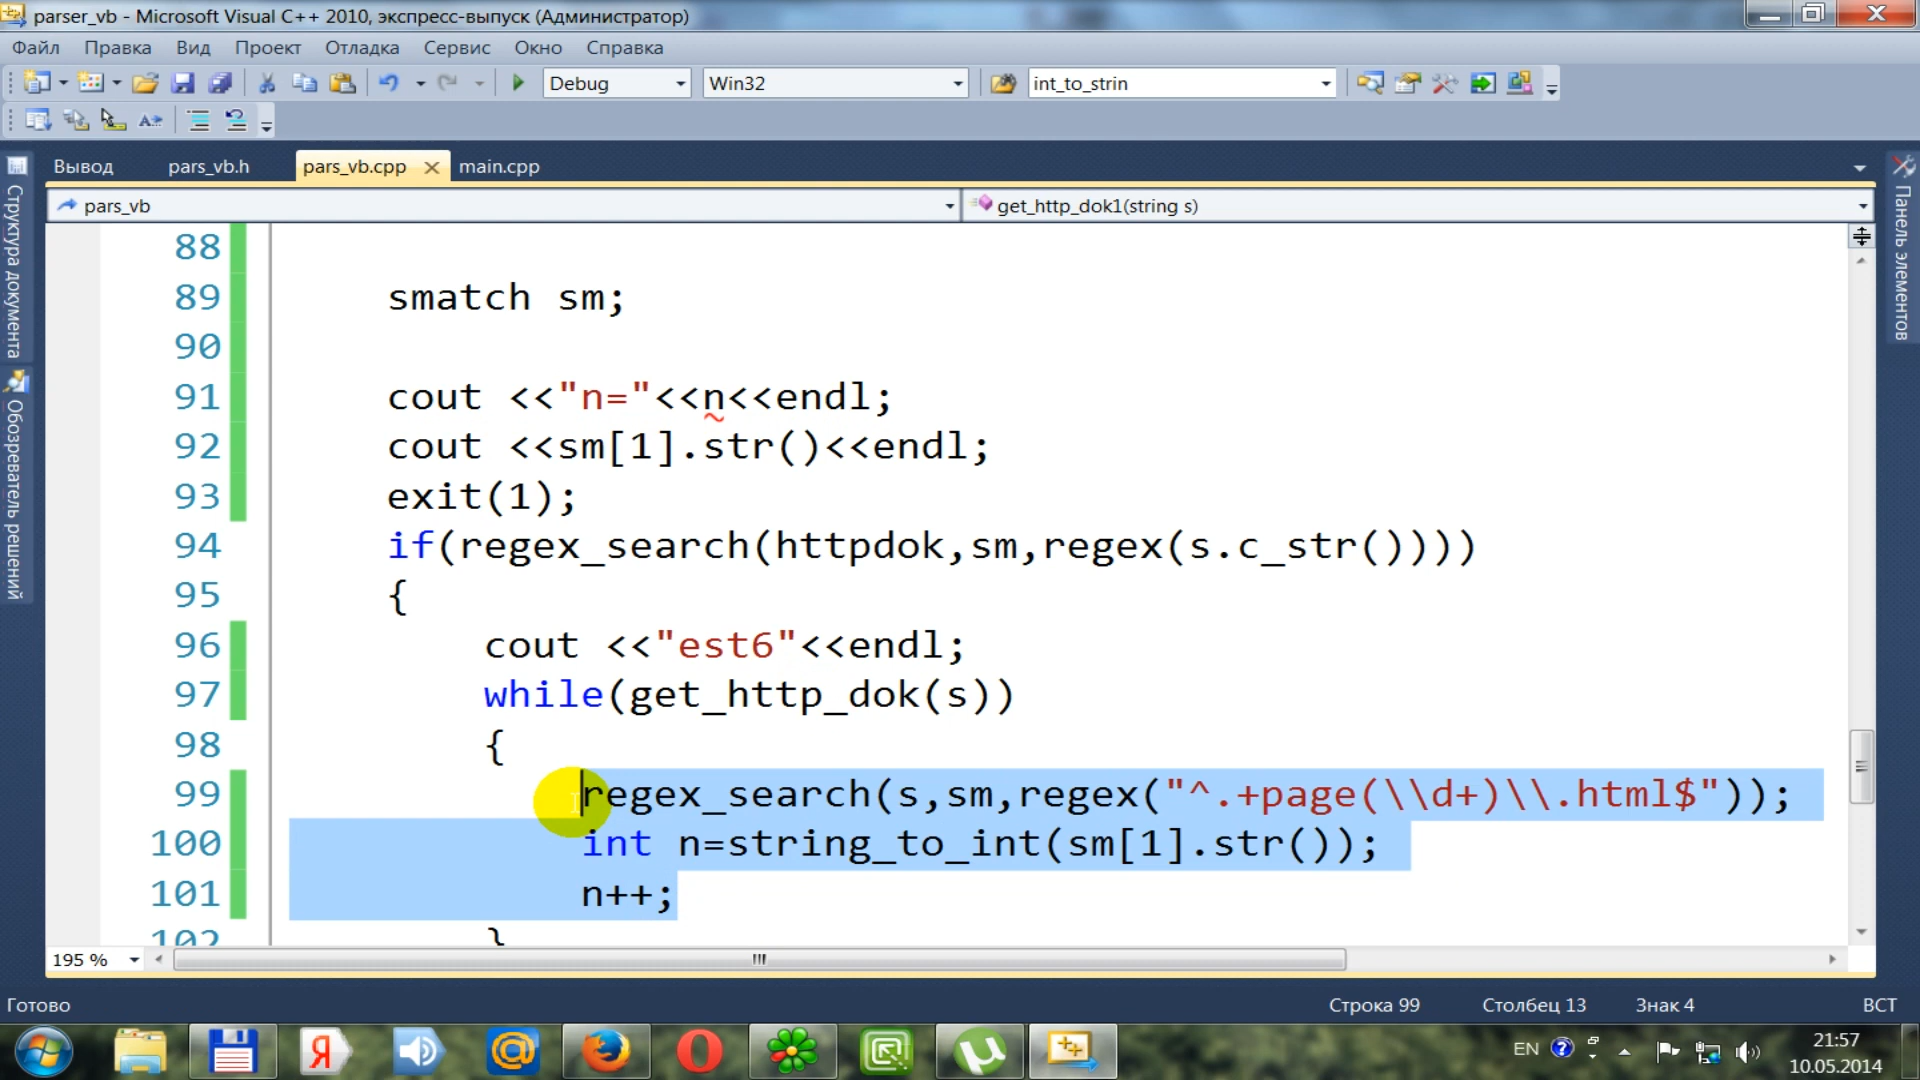 parser_vb - Microsoft Visual C++ 2010, экспресс-выпуск (Администратор)
Файл Правка Вид Проект Отладка Сервис Окно Справка
Debug Win32 int_to_strin
Вывод pars_vb.h pars_vb.cpp main.cpp
pars_vb get_http_dok1(string s)
Структура документа
Обозреватель решений
Панель элементов
88
89 smatch sm;
90
91 cout <<"n="<<n<<endl;
92 cout <<sm[1].str()<<endl;
93 exit(1);
94 if(regex_search(httpdok,sm,regex(s.c_str())))
95 {
96 cout <<"est6"<<endl;
97 while(get_http_dok(s))
98 {
99 regex_search(s,sm,regex("^.+page(\\d+)\\.html$"));
100 int n=string_to_int(sm[1].str());
101 n++;
102 }
195 %
Готово Строка 99 Столбец 13 Знак 4 ВСТ
EN 21:57
10.05.2014